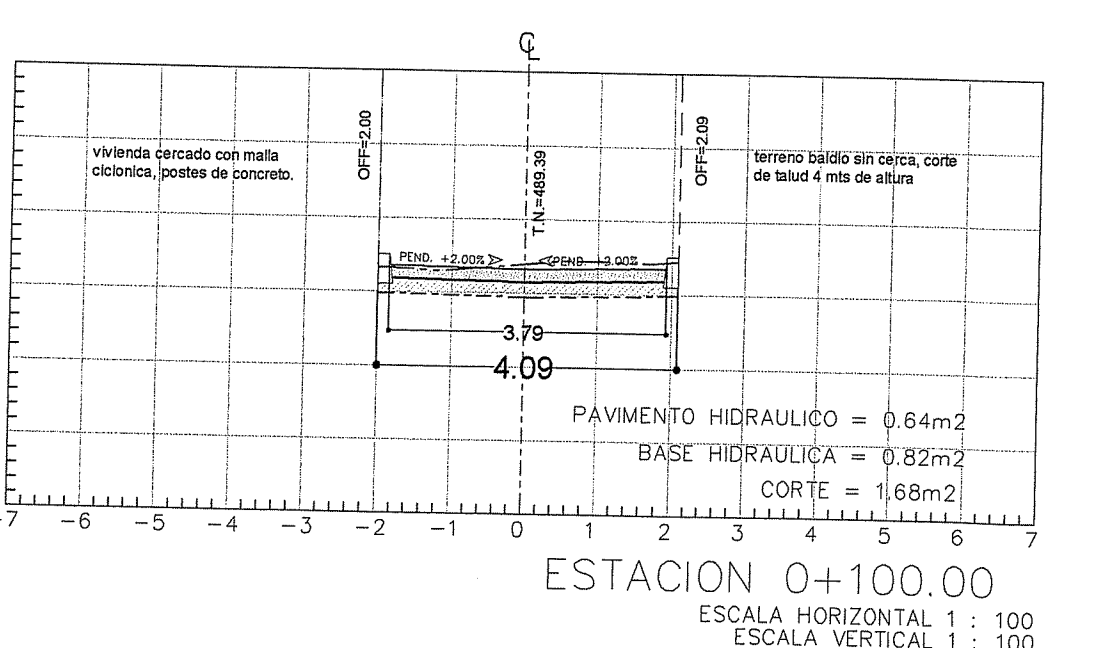 CL
OFF=2.00
T.N.=489.39
OFF=2.09
vivienda cercado con malla
ciclonica, postes de concreto.
terreno baldio sin cerca, corte
de talud 4 mts de altura
PEND. +2.00%
PEND.
3.79
4.09
PAVIMENTO HIDRAULICO = 0.64m2
BASE HIDRAULICA = 0.82m2
CORTE = 1.68m2
-7 -6 -5 -4 -3 -2 -1 0 1 2 3 4 5 6 7
ESTACION 0+100.00
ESCALA HORIZONTAL 1 : 100
ESCALA VERTICAL 1 : 100